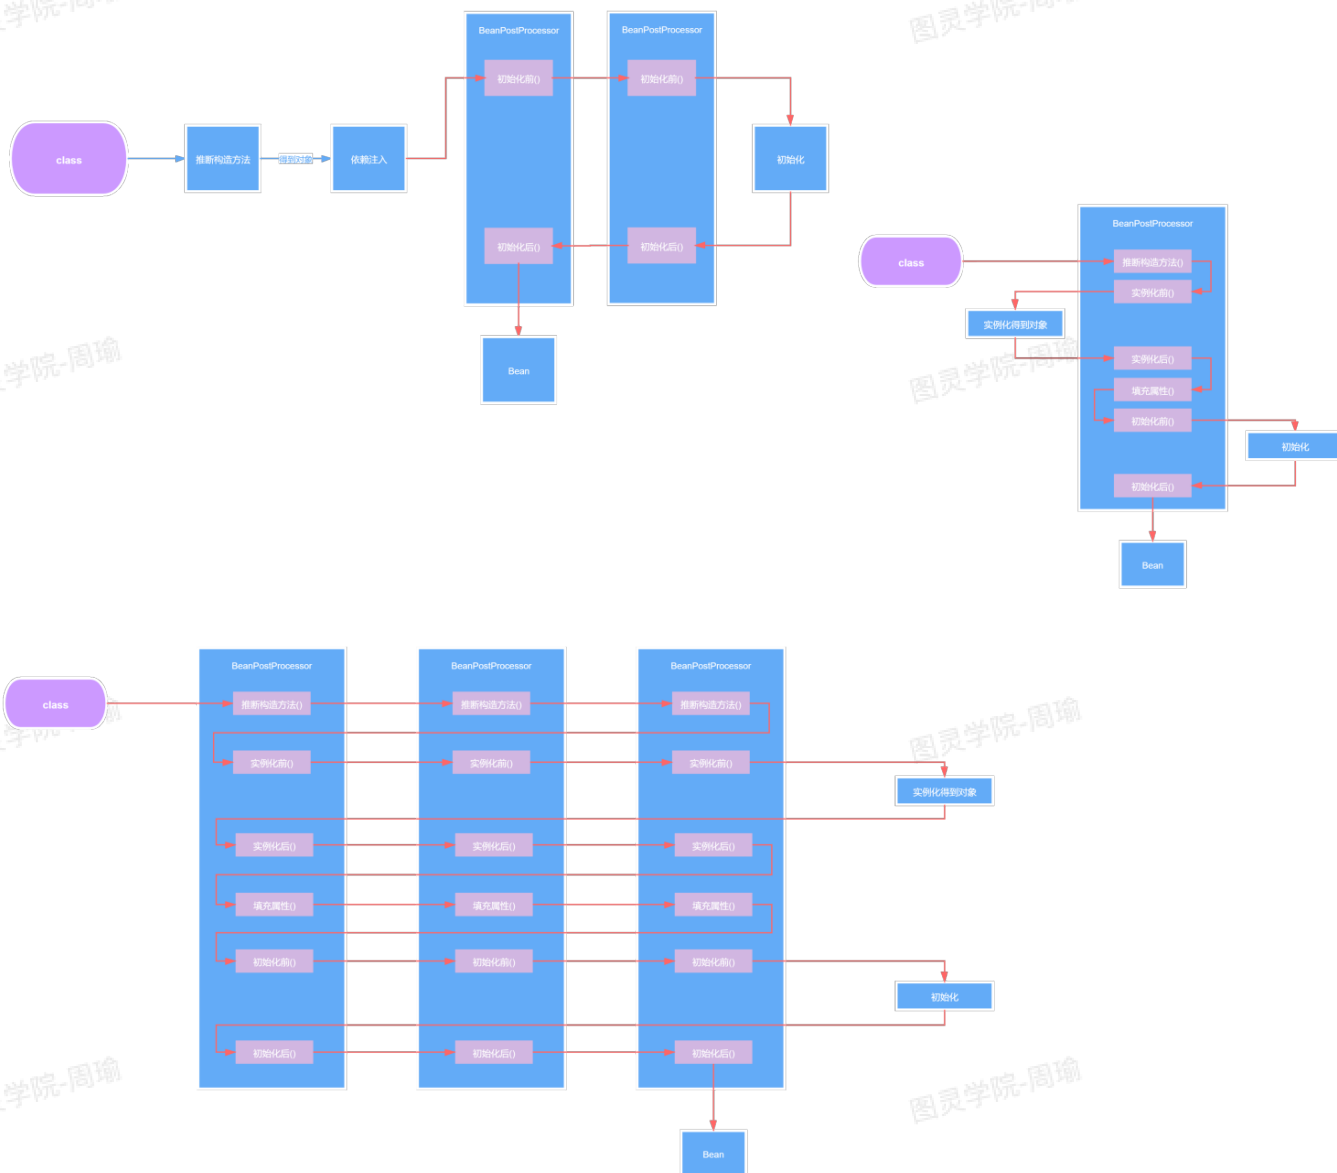 图灵学院-周瑜
图灵学院-周瑜
BeanPostProcessor
BeanPostProcessor
初始化前()
初始化前()
class
推断构造方法
得到对象
依赖注入
初始化
初始化后()
初始化后()
Bean
BeanPostProcessor
class
推断构造方法()
实例化前()
实例化得到对象
实例化后()
填充属性()
初始化前()
初始化
初始化后()
Bean
图灵学院-周瑜
图灵学院-周瑜
BeanPostProcessor
BeanPostProcessor
BeanPostProcessor
class
推断构造方法()
推断构造方法()
推断构造方法()
实例化前()
实例化前()
实例化前()
实例化得到对象
实例化后()
实例化后()
实例化后()
填充属性()
填充属性()
填充属性()
初始化前()
初始化前()
初始化前()
初始化
初始化后()
初始化后()
初始化后()
Bean
图灵学院-周瑜
图灵学院-周瑜
图灵学院-周瑜